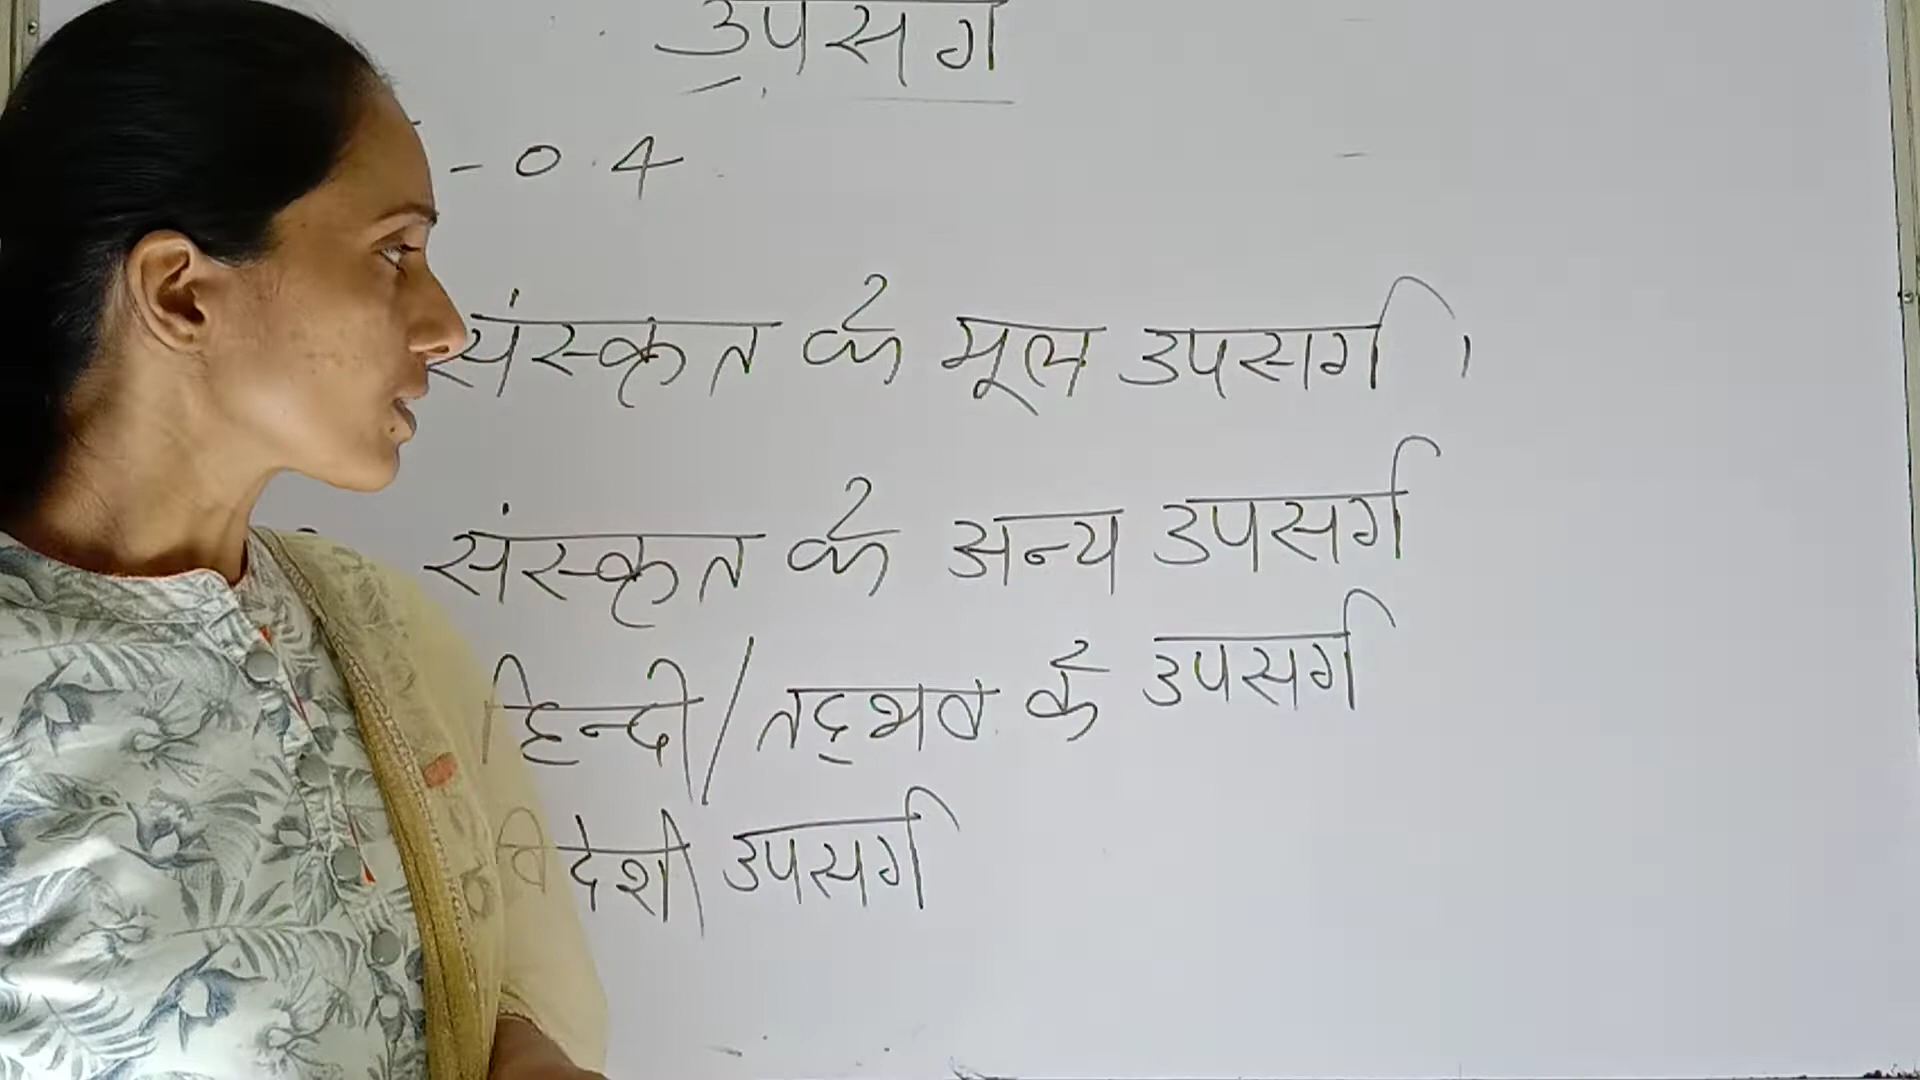 उपसर्ग
- 04
संस्कृत के मूल उपसर्ग ।
संस्कृत के अन्य उपसर्ग
हिन्दी/तद्भव के उपसर्ग
विदेशी उपसर्ग